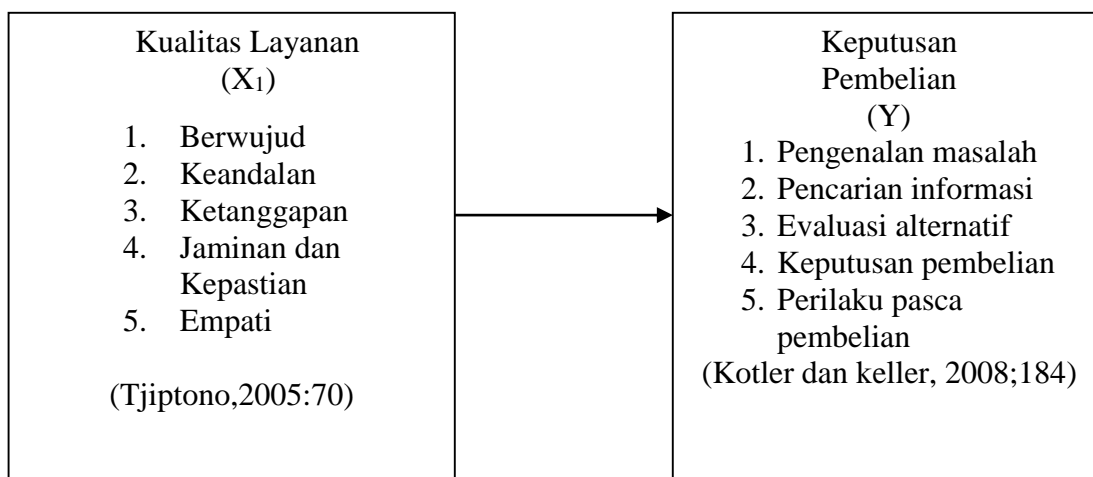 Kualitas Layanan
(X₁)
1. Berwujud
2. Keandalan
3. Ketanggapan
4. Jaminan dan
Kepastian
5. Empati
(Tjiptono,2005:70)
Keputusan
Pembelian
(Y)
1. Pengenalan masalah
2. Pencarian informasi
3. Evaluasi alternatif
4. Keputusan pembelian
5. Perilaku pasca
pembelian
(Kotler dan keller, 2008;184)